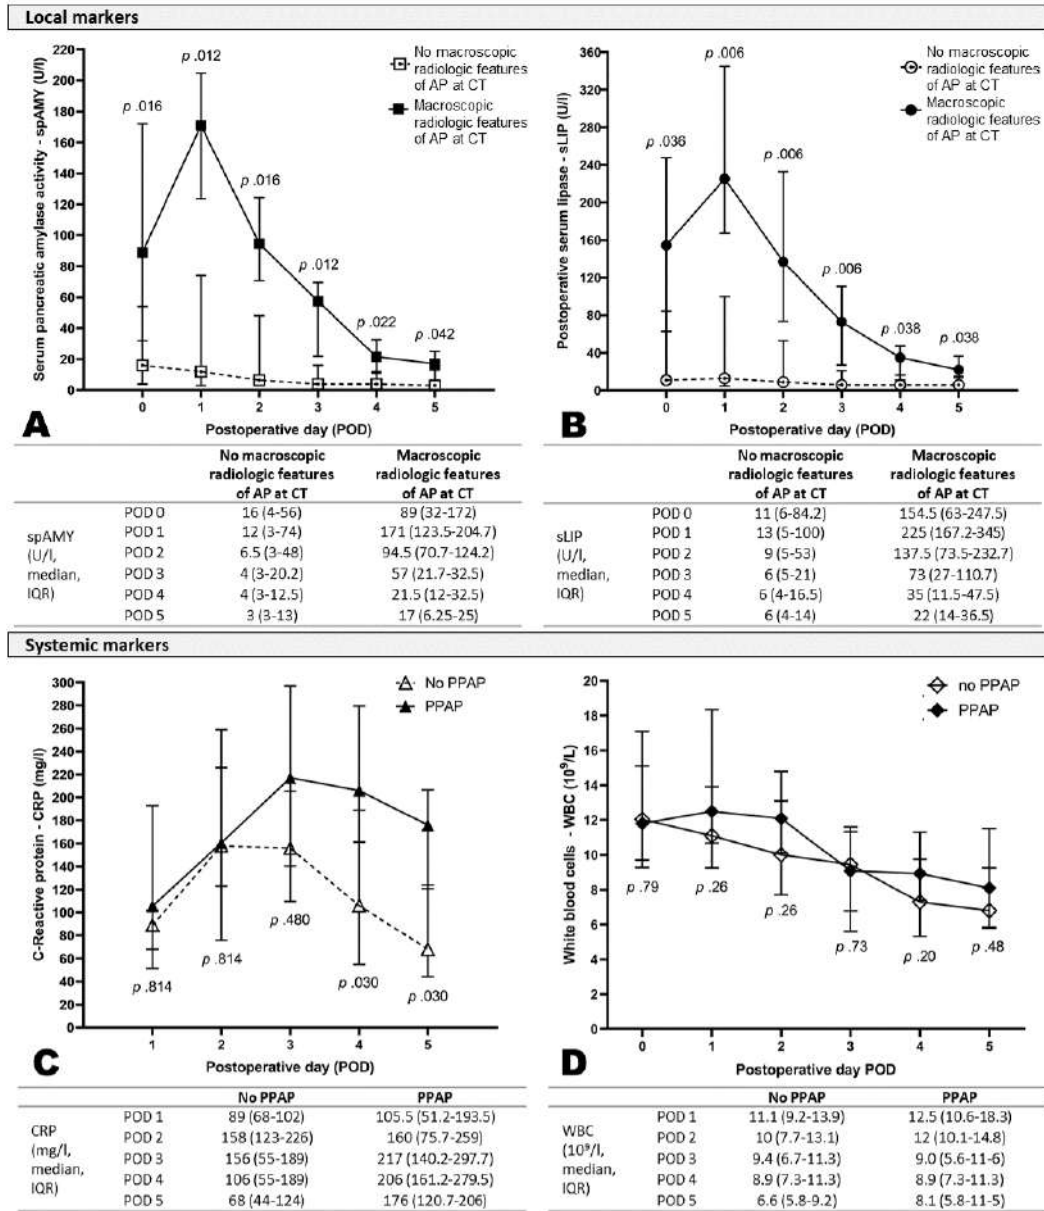 Local markers
Serum pancreatic amylase activity - spAMY (U/l)
220
200
180
160
140
120
100
80
60
40
20
0
p .016
p .012
p .016
p .012
p .022
p .042
No macroscopic
radiologic features
of AP at CT
Macroscopic
radiologic features
of AP at CT
0 1 2 3 4 5
Postoperative day (POD)
A
No macroscopic Macroscopic
radiologic features radiologic features
of AP at CT of AP at CT
spAMY
(U/l,
median,
IQR)
POD 0 16 (4-56) 89 (32-172)
POD 1 12 (3-74) 171 (123.5-204.7)
POD 2 6.5 (3-48) 94.5 (70.7-124.2)
POD 3 4 (3-20.2) 57 (21.7-32.5)
POD 4 4 (3-12.5) 21.5 (12-32.5)
POD 5 3 (3-13) 17 (6.25-25)
Postoperative serum lipase - sLIP (U/l)
360
320
280
240
200
160
120
80
40
0
p .036
p .006
p .006
p .006
p .038
p .038
No macroscopic
radiologic features
of AP at CT
Macroscopic
radiologic features
of AP at CT
0 1 2 3 4 5
Postoperative day (POD)
B
No macroscopic Macroscopic
radiologic features radiologic features
of AP at CT of AP at CT
sLIP
(U/l,
median,
IQR)
POD 0 11 (6-84.2) 154.5 (63-247.5)
POD 1 13 (5-100) 225 (167.2-345)
POD 2 9 (5-53) 137.5 (73.5-232.7)
POD 3 6 (5-21) 73 (27-110.7)
POD 4 6 (4-16.5) 35 (11.5-47.5)
POD 5 6 (4-14) 22 (14-36.5)
Systemic markers
C-Reactive protein - CRP (mg/l)
300
280
260
240
220
200
180
160
140
120
100
80
60
40
20
0
No PPAP
PPAP
p .814
p .814
p .480
p .030
p .030
1 2 3 4 5
Postoperative day (POD)
C
No PPAP PPAP
CRP
(mg/l,
median,
IQR)
POD 1 89 (68-102) 105.5 (51.2-193.5)
POD 2 158 (123-226) 160 (75.7-259)
POD 3 156 (55-189) 217 (140.2-297.7)
POD 4 106 (55-189) 206 (161.2-279.5)
POD 5 68 (44-124) 176 (120.7-206)
White blood cells - WBC (10⁹/L)
20
18
16
14
12
10
8
6
4
2
0
no PPAP
PPAP
p .79
p .26
p .26
p .73
p .20
p .48
0 1 2 3 4 5
Postoperative day POD
D
No PPAP PPAP
WBC
(10⁹/l,
median,
IQR)
POD 1 11.1 (9.2-13.9) 12.5 (10.6-18.3)
POD 2 10 (7.7-13.1) 12 (10.1-14.8)
POD 3 9.4 (6.7-11.3) 9.0 (5.6-11-6)
POD 4 8.9 (7.3-11.3) 8.9 (7.3-11.3)
POD 5 6.6 (5.8-9.2) 8.1 (5.8-11-5)